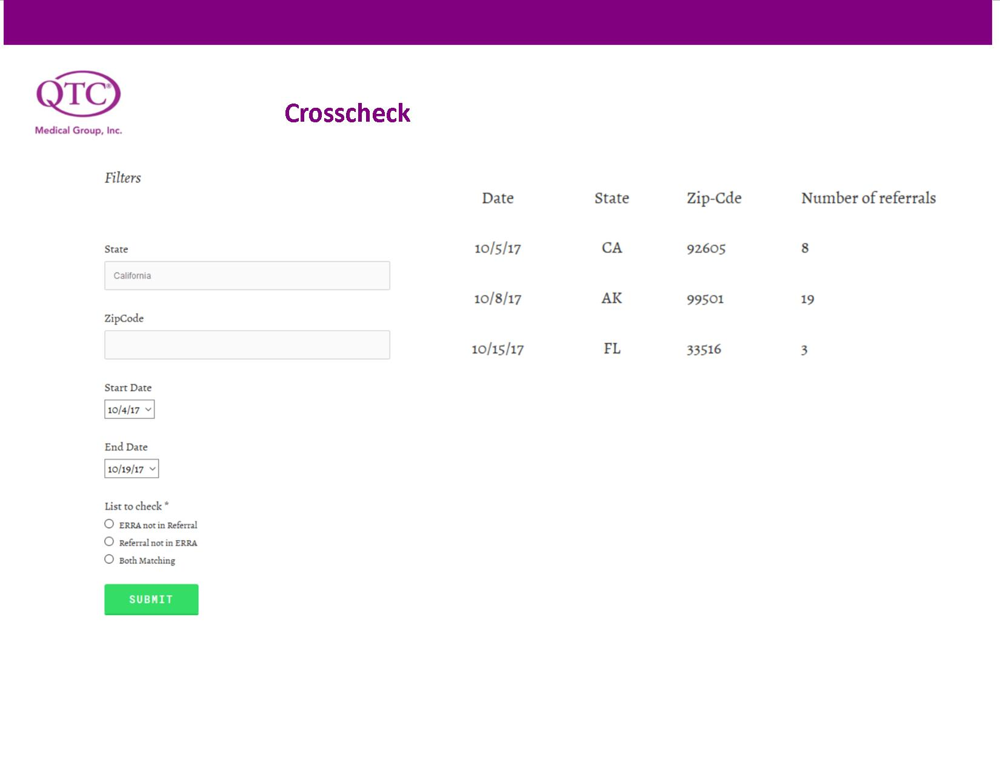 QTC®
Medical Group, Inc.
Crosscheck
Filters
State
California
ZipCode
Start Date
10/4/17
End Date
10/19/17
List to check *
ERRA not in Referral
Referral not in ERRA
Both Matching
SUBMIT
Date State Zip-Cde Number of referrals
10/5/17 CA 92605 8
10/8/17 AK 99501 19
10/15/17 FL 33516 3